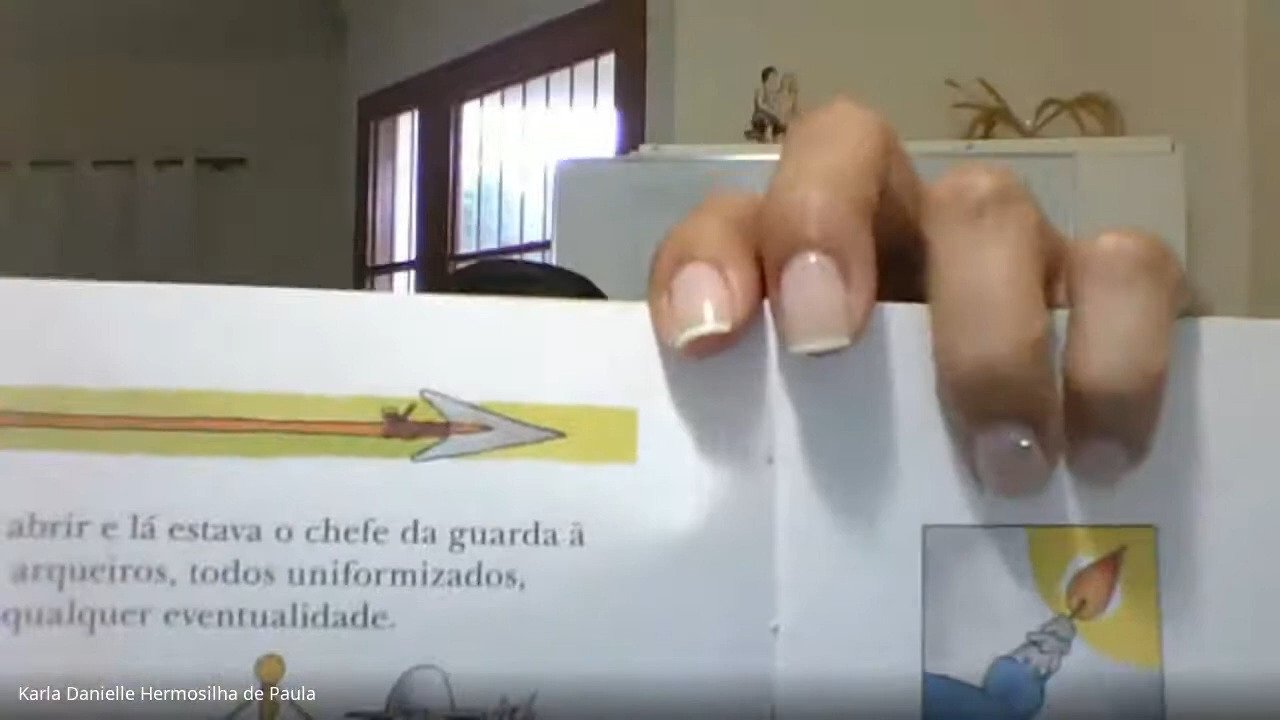 abrir e lá estava o chefe da guarda à
arqueiros, todos uniformizados,
qualquer eventualidade.
Karla Danielle Hermosilha de Paula